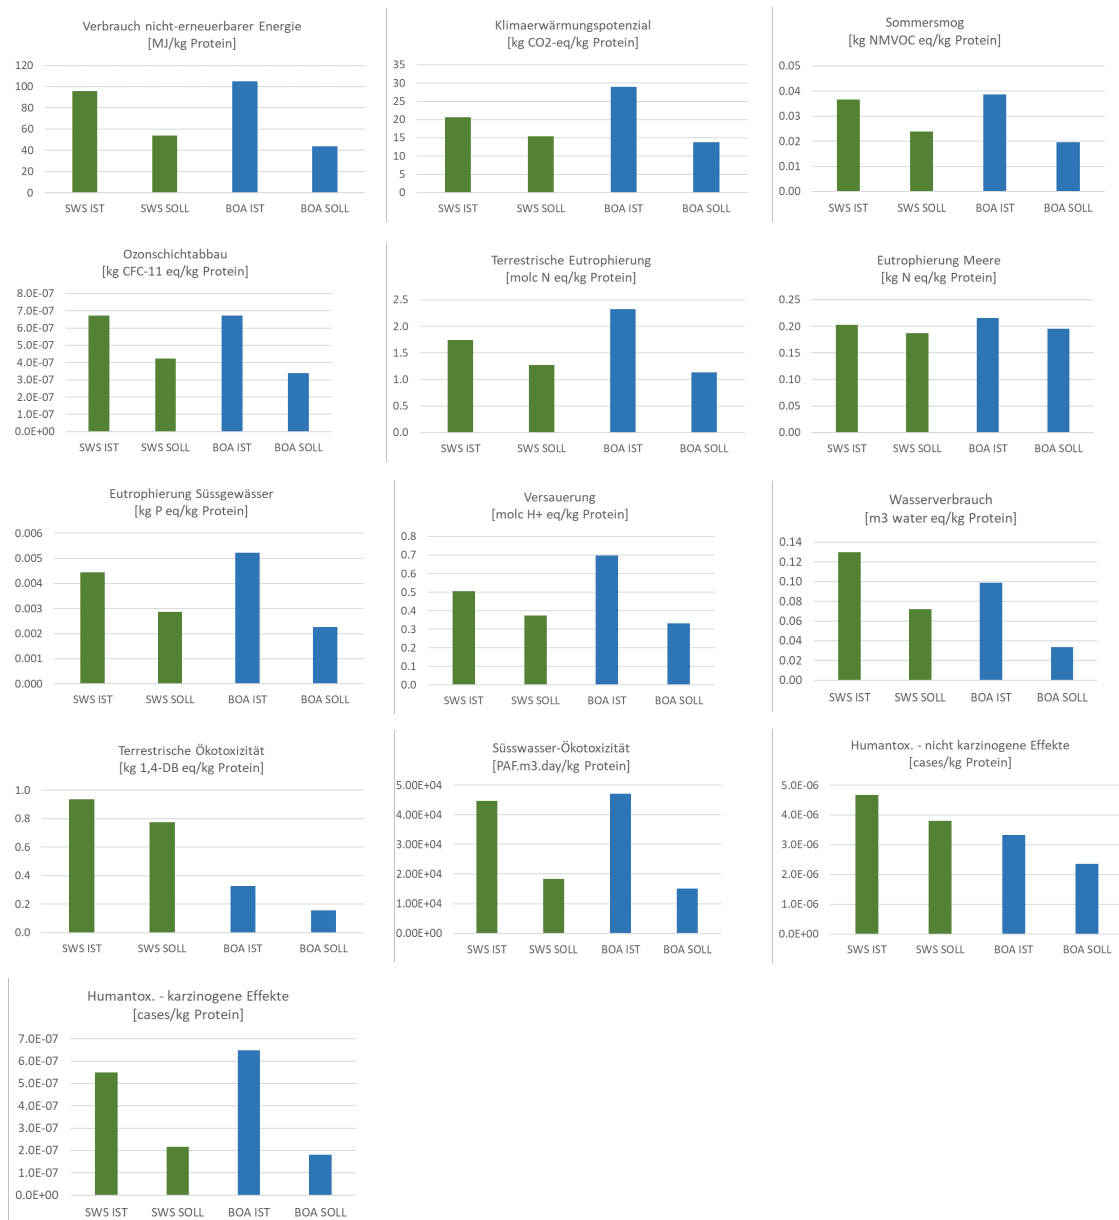 Verbrauch nicht-erneuerbarer Energie
[MJ/kg Protein]
120
100
80
60
40
20
0
SWS IST SWS SOLL BOA IST BOA SOLL
Klimaerwärmungspotenzial
[kg CO2-eq/kg Protein]
35
30
25
20
15
10
5
0
SWS IST SWS SOLL BOA IST BOA SOLL
Sommersmog
[kg NMVOC eq/kg Protein]
0.05
0.04
0.03
0.02
0.01
0.00
SWS IST SWS SOLL BOA IST BOA SOLL
Ozonschichtabbau
[kg CFC-11 eq/kg Protein]
8.0E-07
7.0E-07
6.0E-07
5.0E-07
4.0E-07
3.0E-07
2.0E-07
1.0E-07
0.0E+00
SWS IST SWS SOLL BOA IST BOA SOLL
Terrestrische Eutrophierung
[molc N eq/kg Protein]
2.5
2.0
1.5
1.0
0.5
0.0
SWS IST SWS SOLL BOA IST BOA SOLL
Eutrophierung Meere
[kg N eq/kg Protein]
0.25
0.20
0.15
0.10
0.05
0.00
SWS IST SWS SOLL BOA IST BOA SOLL
Eutrophierung Süssgewässer
[kg P eq/kg Protein]
0.006
0.005
0.004
0.003
0.002
0.001
0.000
SWS IST SWS SOLL BOA IST BOA SOLL
Versauerung
[molc H+ eq/kg Protein]
0.8
0.7
0.6
0.5
0.4
0.3
0.2
0.1
0.0
SWS IST SWS SOLL BOA IST BOA SOLL
Wasserverbrauch
[m3 water eq/kg Protein]
0.14
0.12
0.10
0.08
0.06
0.04
0.02
0.00
SWS IST SWS SOLL BOA IST BOA SOLL
Terrestrische Ökotoxizität
[kg 1,4-DB eq/kg Protein]
1.0
0.8
0.6
0.4
0.2
0.0
SWS IST SWS SOLL BOA IST BOA SOLL
Süsswasser-Ökotoxizität
[PAF.m3.day/kg Protein]
5.00E+04
4.00E+04
3.00E+04
2.00E+04
1.00E+04
0.00E+00
SWS IST SWS SOLL BOA IST BOA SOLL
Humantox. - nicht karzinogene Effekte
[cases/kg Protein]
5.0E-06
4.0E-06
3.0E-06
2.0E-06
1.0E-06
0.0E+00
SWS IST SWS SOLL BOA IST BOA SOLL
Humantox. - karzinogene Effekte
[cases/kg Protein]
7.0E-07
6.0E-07
5.0E-07
4.0E-07
3.0E-07
2.0E-07
1.0E-07
0.0E+00
SWS IST SWS SOLL BOA IST BOA SOLL